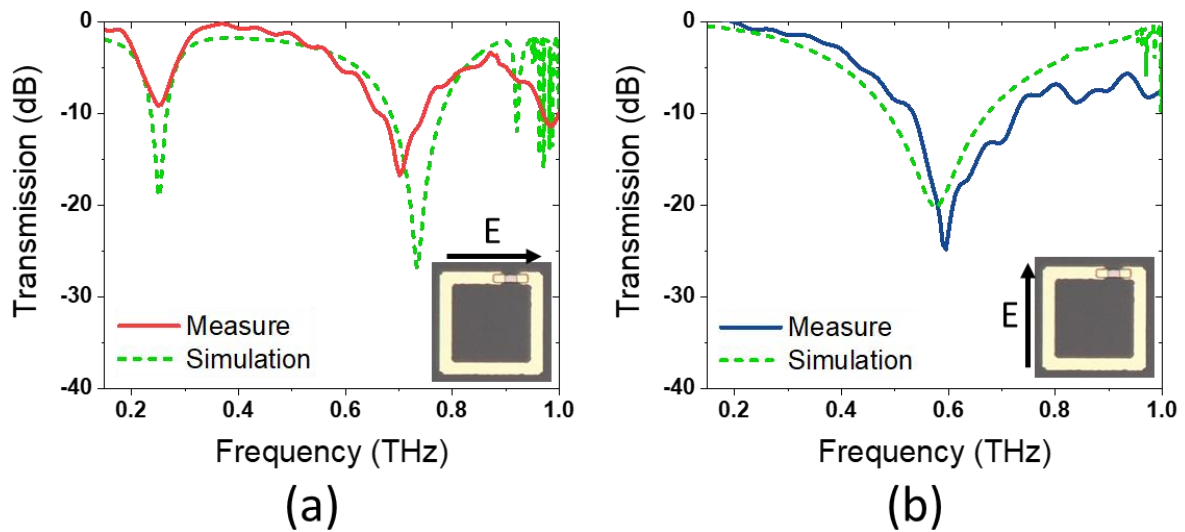 0
-10
-20
-30
-40
Transmission (dB)
E
Measure
Simulation
0.2 0.4 0.6 0.8 1.0
Frequency (THz)
(a)
0
-10
-20
-30
-40
Transmission (dB)
E
Measure
Simulation
0.2 0.4 0.6 0.8 1.0
Frequency (THz)
(b)